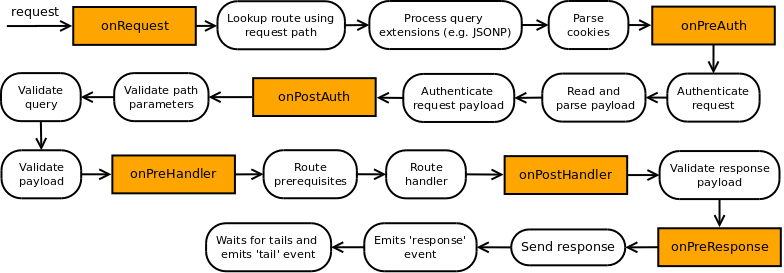 request
onRequest
Lookup route using
request path
Process query
extensions (e.g. JSONP)
Parse
cookies
onPreAuth
Authenticate
request
Read and
parse payload
Authenticate
request payload
onPostAuth
Validate path
parameters
Validate
query
Validate
payload
onPreHandler
Route
prerequisites
Route
handler
onPostHandler
Validate response
payload
onPreResponse
Send response
Emits 'response'
event
Waits for tails and
emits 'tail' event